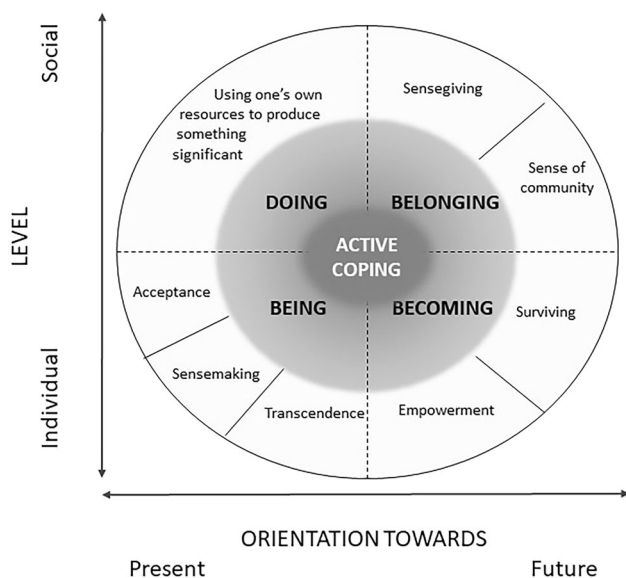 Social
LEVEL
Individual
Using one's own
resources to produce
something
significant
Sensegiving
Sense of
community
DOING
BELONGING
ACTIVE
COPING
BEING
BECOMING
Acceptance
Sensemaking
Transcendence
Empowerment
Surviving
ORIENTATION TOWARDS
Present
Future